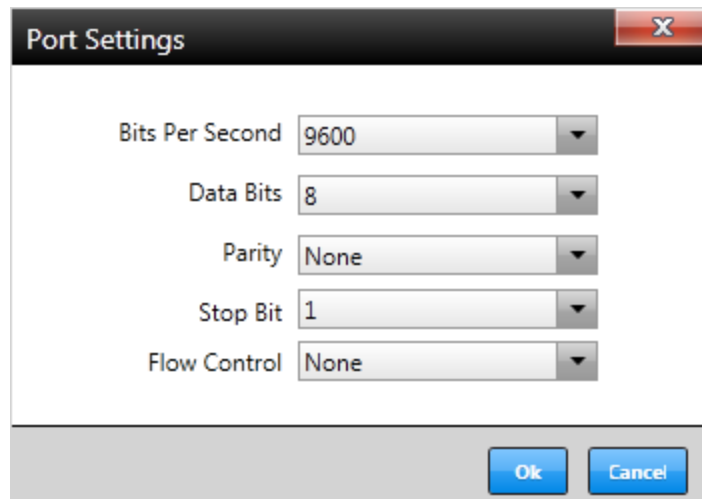 Port Settings
x
Bits Per Second 9600
Data Bits 8
Parity None
Stop Bit 1
Flow Control None
Ok Cancel